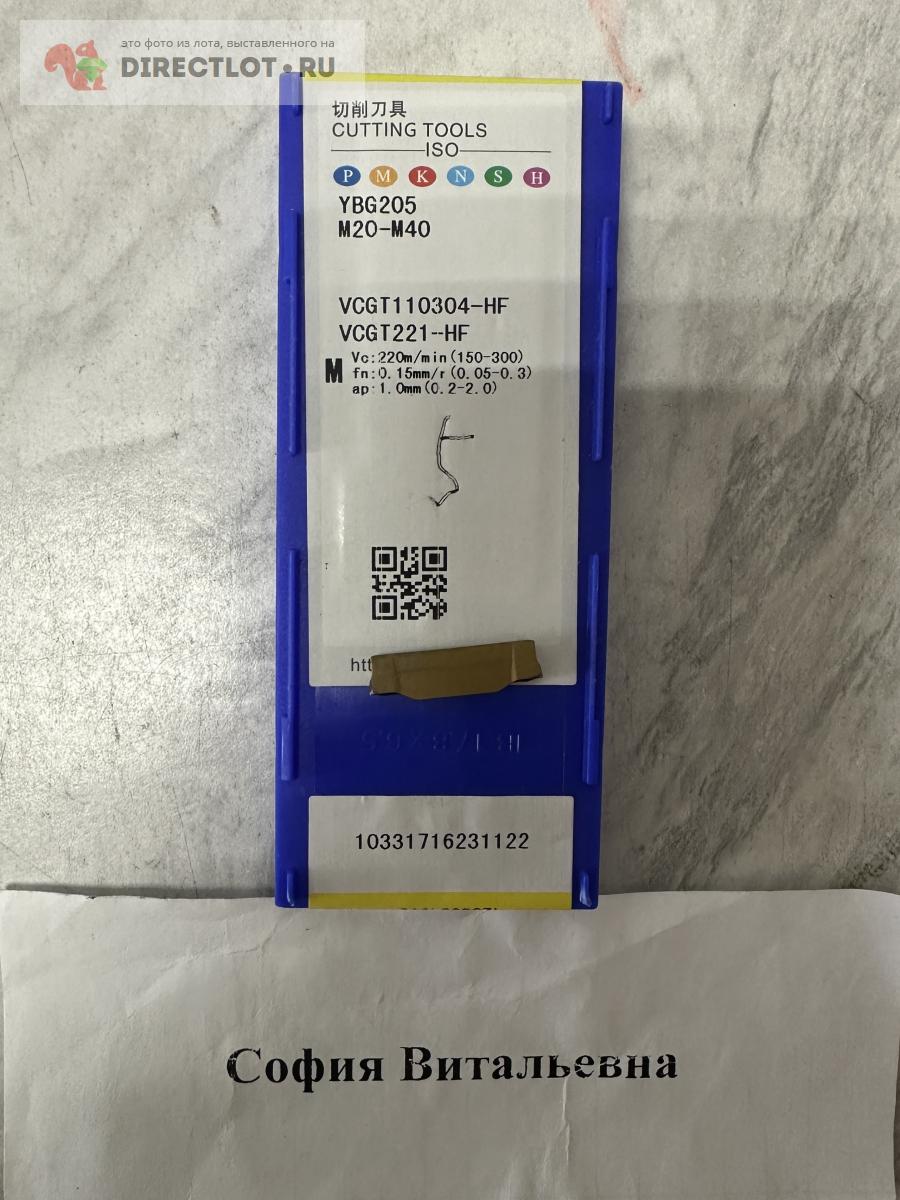 это фото из лота, выставленного на
DIRECTLOT.RU
切削刀具
CUTTING TOOLS
ISO
P M K N S H
YBG205
M20-M40
VCGT110304-HF
VCGT221--HF
M
Vc:220m/min(150-300)
fn:0.15mm/r(0.05-0.3)
ap:1.0mm(0.2-2.0)
10331716231122
София Витальевна